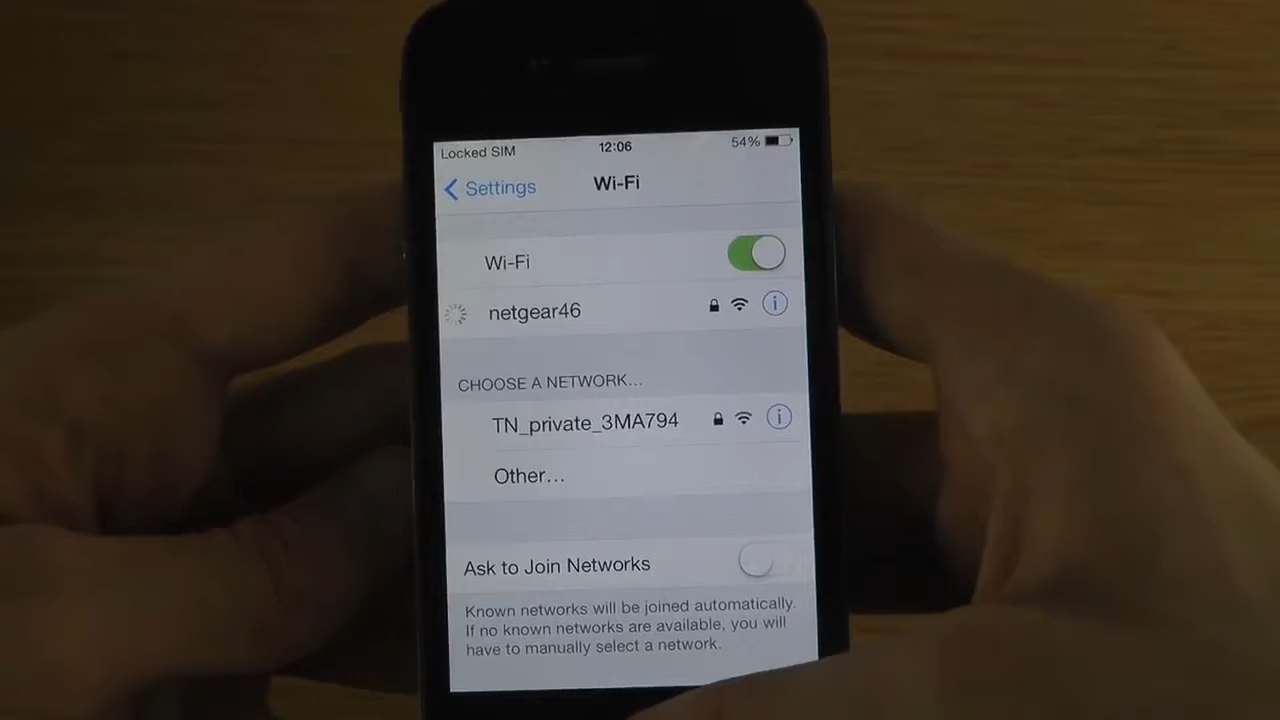 Locked SIM 12:06 54%
Settings Wi-Fi
Wi-Fi
netgear46
CHOOSE A NETWORK...
TN_private_3MA794
Other...
Ask to Join Networks
Known networks will be joined automatically.
If no known networks are available, you will
have to manually select a network.